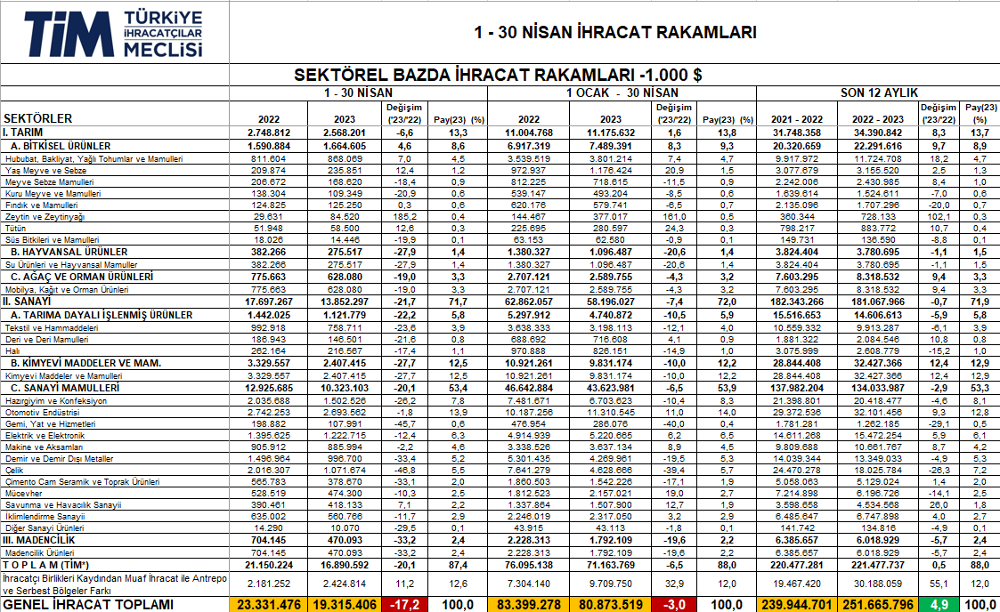 TİM TÜRKİYE İHRACATÇILAR MECLİSİ
1 - 30 NİSAN İHRACAT RAKAMLARI
SEKTÖREL BAZDA İHRACAT RAKAMLARI -1.000 $
1 - 30 NİSAN 1 OCAK - 30 NİSAN SON 12 AYLIK
SEKTÖRLER 2022 2023 Değişim ('23/'22) Pay(23) (%) 2022 2023 Değişim ('23/'22) Pay(23) (%) 2021 - 2022 2022 - 2023 Değişim ('23/'22) Pay(23) (%)
I. TARIM 2.748.812 2.568.201 -6,6 13,3 11.004.768 11.175.632 1,6 13,8 31.748.358 34.390.842 8,3 13,7
A. BİTKİSEL ÜRÜNLER 1.590.884 1.664.605 4,6 8,6 6.917.319 7.489.391 8,3 9,3 20.320.659 22.291.616 9,7 8,9
Hububat, Bakliyat, Yağlı Tohumlar ve Mamulleri 811.604 868.069 7,0 4,5 3.539.519 3.801.214 7,4 4,7 9.917.972 11.724.708 18,2 4,7
Yaş Meyve ve Sebze 209.874 235.851 12,4 1,2 972.937 1.176.424 20,9 1,5 3.077.679 3.155.520 2,5 1,3
Meyve Sebze Mamulleri 206.672 168.620 -18,4 0,9 812.225 718.615 -11,5 0,9 2.242.006 2.430.985 8,4 1,0
Kuru Meyve ve Mamulleri 138.304 109.349 -20,9 0,6 539.147 493.204 -8,5 0,6 1.639.614 1.524.611 -7,0 0,6
Fındık ve Mamulleri 124.825 125.250 0,3 0,6 620.176 579.741 -6,5 0,7 2.135.096 1.707.296 -20,0 0,7
Zeytin ve Zeytinyağı 29.631 84.520 185,2 0,4 144.467 377.017 161,0 0,5 360.344 728.133 102,1 0,3
Tütün 51.948 58.500 12,6 0,3 225.695 280.597 24,3 0,3 798.217 883.772 10,7 0,4
Süs Bitkileri ve Mamulleri 18.026 14.446 -19,9 0,1 63.153 62.580 -0,9 0,1 149.731 136.590 -8,8 0,1
B. HAYVANSAL ÜRÜNLER 382.266 275.517 -27,9 1,4 1.380.327 1.096.487 -20,6 1,4 3.824.404 3.780.695 -1,1 1,5
Su Ürünleri ve Hayvansal Mamuller 382.266 275.517 -27,9 1,4 1.380.327 1.096.487 -20,6 1,4 3.824.404 3.780.695 -1,1 1,5
C. AĞAÇ VE ORMAN ÜRÜNLERİ 775.663 628.080 -19,0 3,3 2.707.121 2.589.755 -4,3 3,2 7.603.295 8.318.532 9,4 3,3
Mobilya, Kağıt ve Orman Ürünleri 775.663 628.080 -19,0 3,3 2.707.121 2.589.755 -4,3 3,2 7.603.295 8.318.532 9,4 3,3
II. SANAYİ 17.697.267 13.852.297 -21,7 71,7 62.862.057 58.196.027 -7,4 72,0 182.343.266 181.067.966 -0,7 71,9
A. TARIMA DAYALI İŞLENMİŞ ÜRÜNLER 1.442.025 1.121.779 -22,2 5,8 5.297.912 4.740.872 -10,5 5,9 15.516.653 14.606.613 -5,9 5,8
Tekstil ve Hammaddeleri 992.918 758.711 -23,6 3,9 3.638.333 3.198.113 -12,1 4,0 10.559.332 9.913.287 -6,1 3,9
Deri ve Deri Mamulleri 186.943 146.501 -21,6 0,8 688.692 716.608 4,1 0,9 1.881.322 2.084.546 10,8 0,8
Halı 262.164 216.567 -17,4 1,1 970.888 826.151 -14,9 1,0 3.075.999 2.608.779 -15,2 1,0
B. KİMYEVİ MADDELER VE MAM. 3.329.557 2.407.415 -27,7 12,5 10.921.261 9.831.174 -10,0 12,2 28.844.408 32.427.366 12,4 12,9
Kimyevi Maddeler ve Mamulleri 3.329.557 2.407.415 -27,7 12,5 10.921.261 9.831.174 -10,0 12,2 28.844.408 32.427.366 12,4 12,9
C. SANAYİ MAMULLERİ 12.925.685 10.323.103 -20,1 53,4 46.642.884 43.623.981 -6,5 53,9 137.982.204 134.033.987 -2,9 53,3
Hazırgiyim ve Konfeksiyon 2.035.688 1.502.526 -26,2 7,8 7.481.671 6.703.623 -10,4 8,3 21.398.801 20.418.477 -4,6 8,1
Otomotiv Endüstrisi 2.742.253 2.693.562 -1,8 13,9 10.187.256 11.310.545 11,0 14,0 29.372.536 32.101.456 9,3 12,8
Gemi, Yat ve Hizmetleri 198.882 107.991 -45,7 0,6 476.954 286.076 -40,0 0,4 1.781.281 1.262.185 -29,1 0,5
Elektrik ve Elektronik 1.395.625 1.222.715 -12,4 6,3 4.914.939 5.220.665 6,2 6,5 14.611.268 15.472.254 5,9 6,1
Makine ve Aksamları 905.912 885.994 -2,2 4,6 3.338.526 3.637.134 8,9 4,5 9.809.688 10.661.767 8,7 4,2
Demir ve Demir Dışı Metaller 1.496.964 996.700 -33,4 5,2 5.301.435 4.269.961 -19,5 5,3 14.039.344 13.349.033 -4,9 5,3
Çelik 2.016.307 1.071.674 -46,8 5,5 7.641.279 4.628.666 -39,4 5,7 24.470.278 18.025.784 -26,3 7,2
Çimento Cam Seramik ve Toprak Ürünleri 565.783 378.670 -33,1 2,0 1.860.503 1.542.226 -17,1 1,9 5.058.063 5.129.024 1,4 2,0
Mücevher 528.519 474.300 -10,3 2,5 1.812.523 2.157.021 19,0 2,7 7.214.898 6.196.726 -14,1 2,5
Savunma ve Havacılık Sanayii 390.461 418.133 7,1 2,2 1.337.864 1.507.900 12,7 1,9 3.598.658 4.534.568 26,0 1,8
İklimlendirme Sanayii 635.002 560.766 -11,7 2,9 2.246.019 2.317.050 3,2 2,9 6.485.647 6.747.898 4,0 2,7
Diğer Sanayi Ürünleri 14.290 10.070 -29,5 0,1 43.915 43.113 -1,8 0,1 141.742 134.816 -4,9 0,1
III. MADENCİLİK 704.145 470.093 -33,2 2,4 2.228.313 1.792.109 -19,6 2,2 6.385.657 6.018.929 -5,7 2,4
Madencilik Ürünleri 704.145 470.093 -33,2 2,4 2.228.313 1.792.109 -19,6 2,2 6.385.657 6.018.929 -5,7 2,4
T O P L A M (TİM*) 21.150.224 16.890.592 -20,1 87,4 76.095.138 71.163.769 -6,5 88,0 220.477.281 221.477.737 0,5 88,0
İhracatçı Birlikleri Kaydından Muaf İhracat ile Antrepo ve Serbest Bölgeler Farkı 2.181.252 2.424.814 11,2 12,6 7.304.140 9.709.750 32,9 12,0 19.467.420 30.188.059 55,1 12,0
GENEL İHRACAT TOPLAMI 23.331.476 19.315.406 -17,2 100,0 83.399.278 80.873.519 -3,0 100,0 239.944.701 251.665.796 4,9 100,0